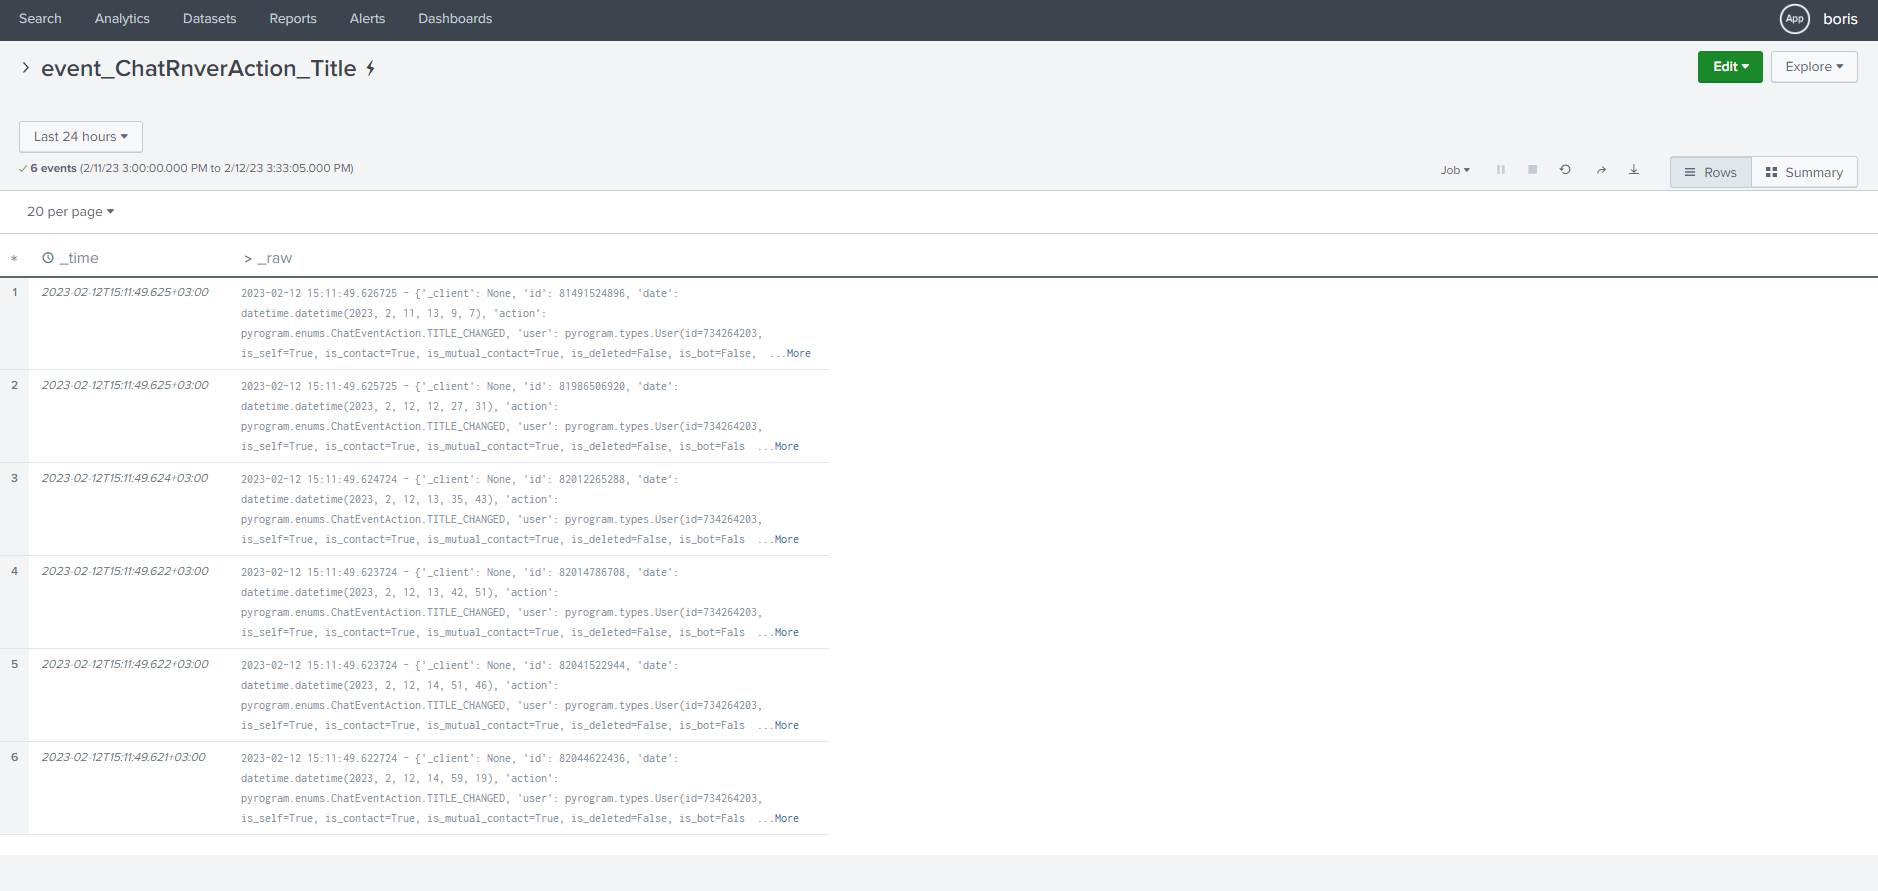 Search Analytics Datasets Reports Alerts Dashboards App boris
event_ChatRnverAction_Title
Edit Explore
Last 24 hours
6 events (2/11/23 3:00:00.000 PM to 2/12/23 3:33:05.000 PM)
Job Rows Summary
20 per page
* _time > _raw
1 2023-02-12T15:11:49.625+03:00 2023-02-12 15:11:49.626725 - {'_client': None, 'id': 81491524896, 'date':
datetime.datetime(2023, 2, 11, 13, 9, 7), 'action':
pyrogram.enums.ChatEventAction.TITLE_CHANGED, 'user': pyrogram.types.User(id=734264203,
is_self=True, is_contact=True, is_mutual_contact=True, is_deleted=False, is_bot=False, ...More
2 2023-02-12T15:11:49.625+03:00 2023-02-12 15:11:49.625725 - {'_client': None, 'id': 81986506920, 'date':
datetime.datetime(2023, 2, 12, 12, 27, 31), 'action':
pyrogram.enums.ChatEventAction.TITLE_CHANGED, 'user': pyrogram.types.User(id=734264203,
is_self=True, is_contact=True, is_mutual_contact=True, is_deleted=False, is_bot=Fals ...More
3 2023-02-12T15:11:49.624+03:00 2023-02-12 15:11:49.624724 - {'_client': None, 'id': 82012265288, 'date':
datetime.datetime(2023, 2, 12, 13, 35, 43), 'action':
pyrogram.enums.ChatEventAction.TITLE_CHANGED, 'user': pyrogram.types.User(id=734264203,
is_self=True, is_contact=True, is_mutual_contact=True, is_deleted=False, is_bot=Fals ...More
4 2023-02-12T15:11:49.622+03:00 2023-02-12 15:11:49.623724 - {'_client': None, 'id': 82014786708, 'date':
datetime.datetime(2023, 2, 12, 13, 42, 51), 'action':
pyrogram.enums.ChatEventAction.TITLE_CHANGED, 'user': pyrogram.types.User(id=734264203,
is_self=True, is_contact=True, is_mutual_contact=True, is_deleted=False, is_bot=Fals ...More
5 2023-02-12T15:11:49.622+03:00 2023-02-12 15:11:49.623724 - {'_client': None, 'id': 82041522944, 'date':
datetime.datetime(2023, 2, 12, 14, 51, 46), 'action':
pyrogram.enums.ChatEventAction.TITLE_CHANGED, 'user': pyrogram.types.User(id=734264203,
is_self=True, is_contact=True, is_mutual_contact=True, is_deleted=False, is_bot=Fals ...More
6 2023-02-12T15:11:49.621+03:00 2023-02-12 15:11:49.622724 - {'_client': None, 'id': 82044622436, 'date':
datetime.datetime(2023, 2, 12, 14, 59, 19), 'action':
pyrogram.enums.ChatEventAction.TITLE_CHANGED, 'user': pyrogram.types.User(id=734264203,
is_self=True, is_contact=True, is_mutual_contact=True, is_deleted=False, is_bot=Fals ...More